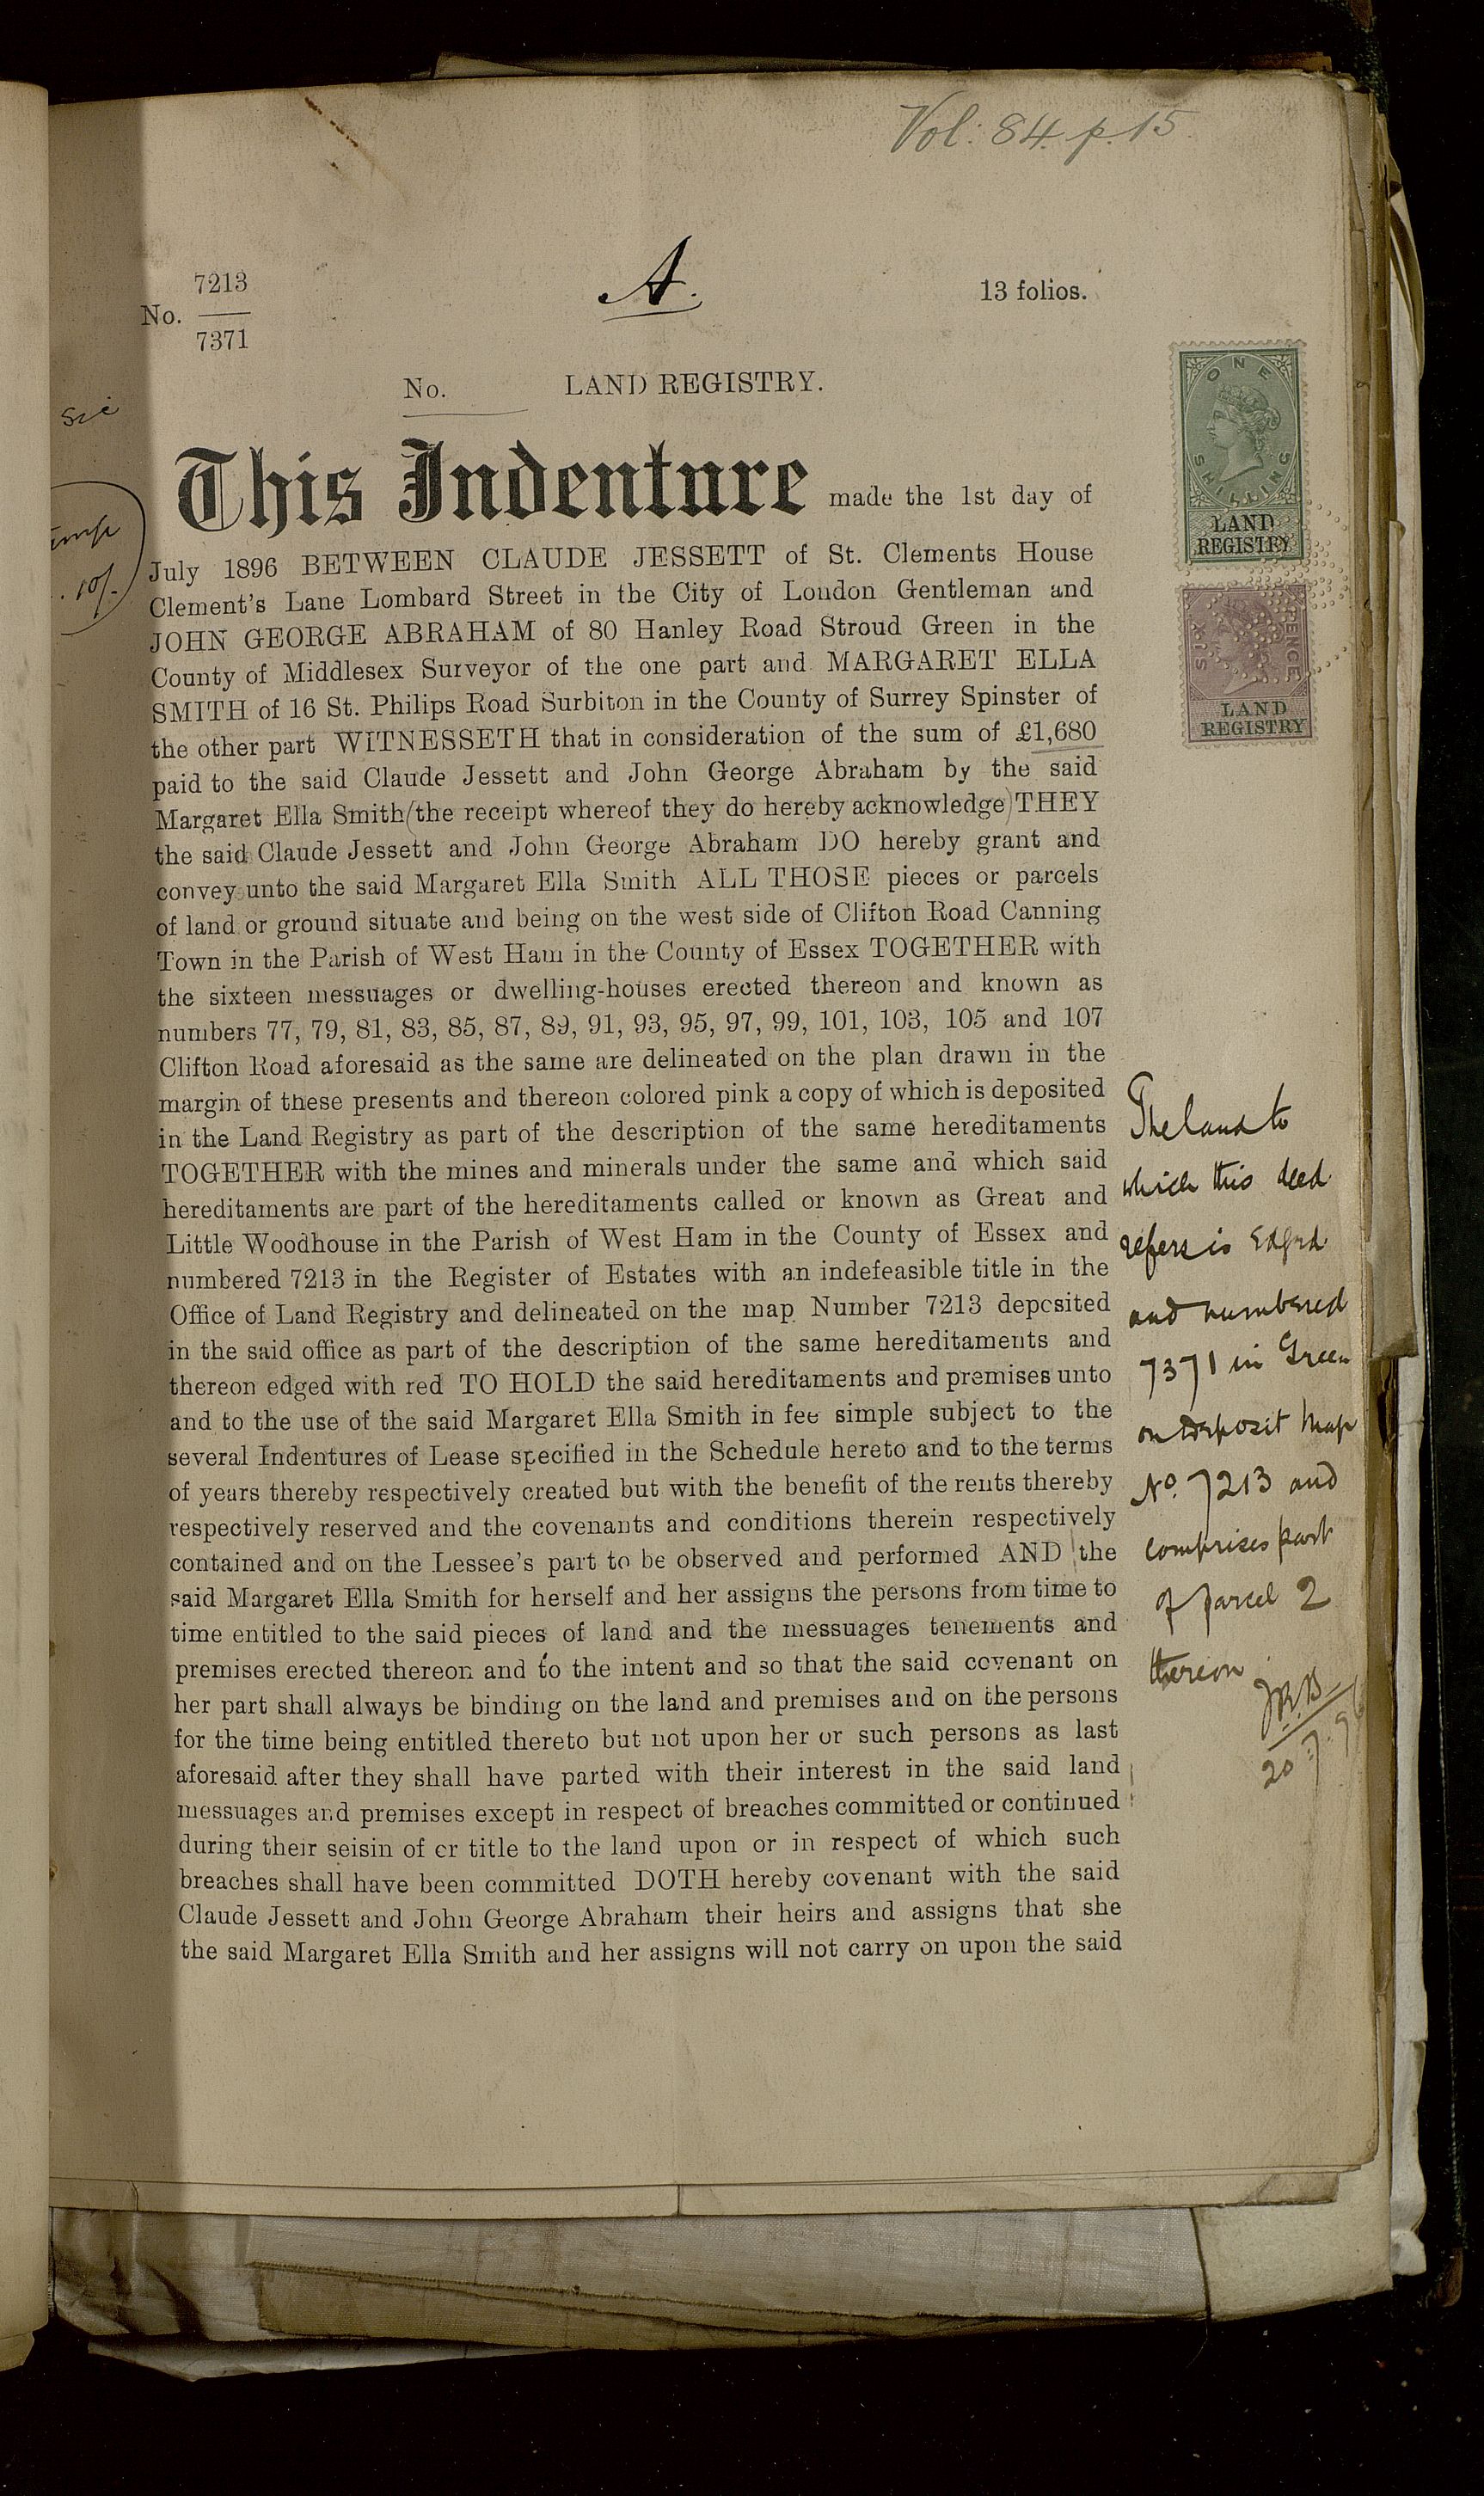 Vol: 84. p. 15
A.
7213
No.
7371
13 folios.
No. LAND REGISTRY.
sic
10/-
ONE
SHILLING
LAND
REGISTRY
SIX
PENCE
LAND
REGISTRY
This Indenture made the 1st day of
July 1896 BETWEEN CLAUDE JESSETT of St. Clements House
Clement's Lane Lombard Street in the City of London Gentleman and
JOHN GEORGE ABRAHAM of 80 Hanley Road Stroud Green in the
County of Middlesex Surveyor of the one part and MARGARET ELLA
SMITH of 16 St. Philips Road Surbiton in the County of Surrey Spinster of
the other part WITNESSETH that in consideration of the sum of £1,680
paid to the said Claude Jessett and John George Abraham by the said
Margaret Ella Smith (the receipt whereof they do hereby acknowledge) THEY
the said Claude Jessett and John George Abraham DO hereby grant and
convey unto the said Margaret Ella Smith ALL THOSE pieces or parcels
of land or ground situate and being on the west side of Clifton Road Canning
Town in the Parish of West Ham in the County of Essex TOGETHER with
the sixteen messuages or dwelling-houses erected thereon and known as
numbers 77, 79, 81, 83, 85, 87, 89, 91, 93, 95, 97, 99, 101, 103, 105 and 107
Clifton Road aforesaid as the same are delineated on the plan drawn in the
margin of these presents and thereon colored pink a copy of which is deposited
in the Land Registry as part of the description of the same hereditaments
TOGETHER with the mines and minerals under the same and which said
hereditaments are part of the hereditaments called or known as Great and
Little Woodhouse in the Parish of West Ham in the County of Essex and
numbered 7213 in the Register of Estates with an indefeasible title in the
Office of Land Registry and delineated on the map Number 7213 deposited
in the said office as part of the description of the same hereditaments and
thereon edged with red TO HOLD the said hereditaments and premises unto
and to the use of the said Margaret Ella Smith in fee simple subject to the
several Indentures of Lease specified in the Schedule hereto and to the terms
of years thereby respectively created but with the benefit of the rents thereby
respectively reserved and the covenants and conditions therein respectively
contained and on the Lessee's part to be observed and performed AND the
said Margaret Ella Smith for herself and her assigns the persons from time to
time entitled to the said pieces of land and the messuages tenements and
premises erected thereon and to the intent and so that the said covenant on
her part shall always be binding on the land and premises and on the persons
for the time being entitled thereto but not upon her or such persons as last
aforesaid after they shall have parted with their interest in the said land
messuages and premises except in respect of breaches committed or continued
during their seisin of or title to the land upon or in respect of which such
breaches shall have been committed DOTH hereby covenant with the said
Claude Jessett and John George Abraham their heirs and assigns that she
the said Margaret Ella Smith and her assigns will not carry on upon the said
The land to
which this deed
refers is Edged
and numbered
7371 in Green
on deposit Map
No. 7213 and
comprises part
of parcel 2
thereon
20.7.96